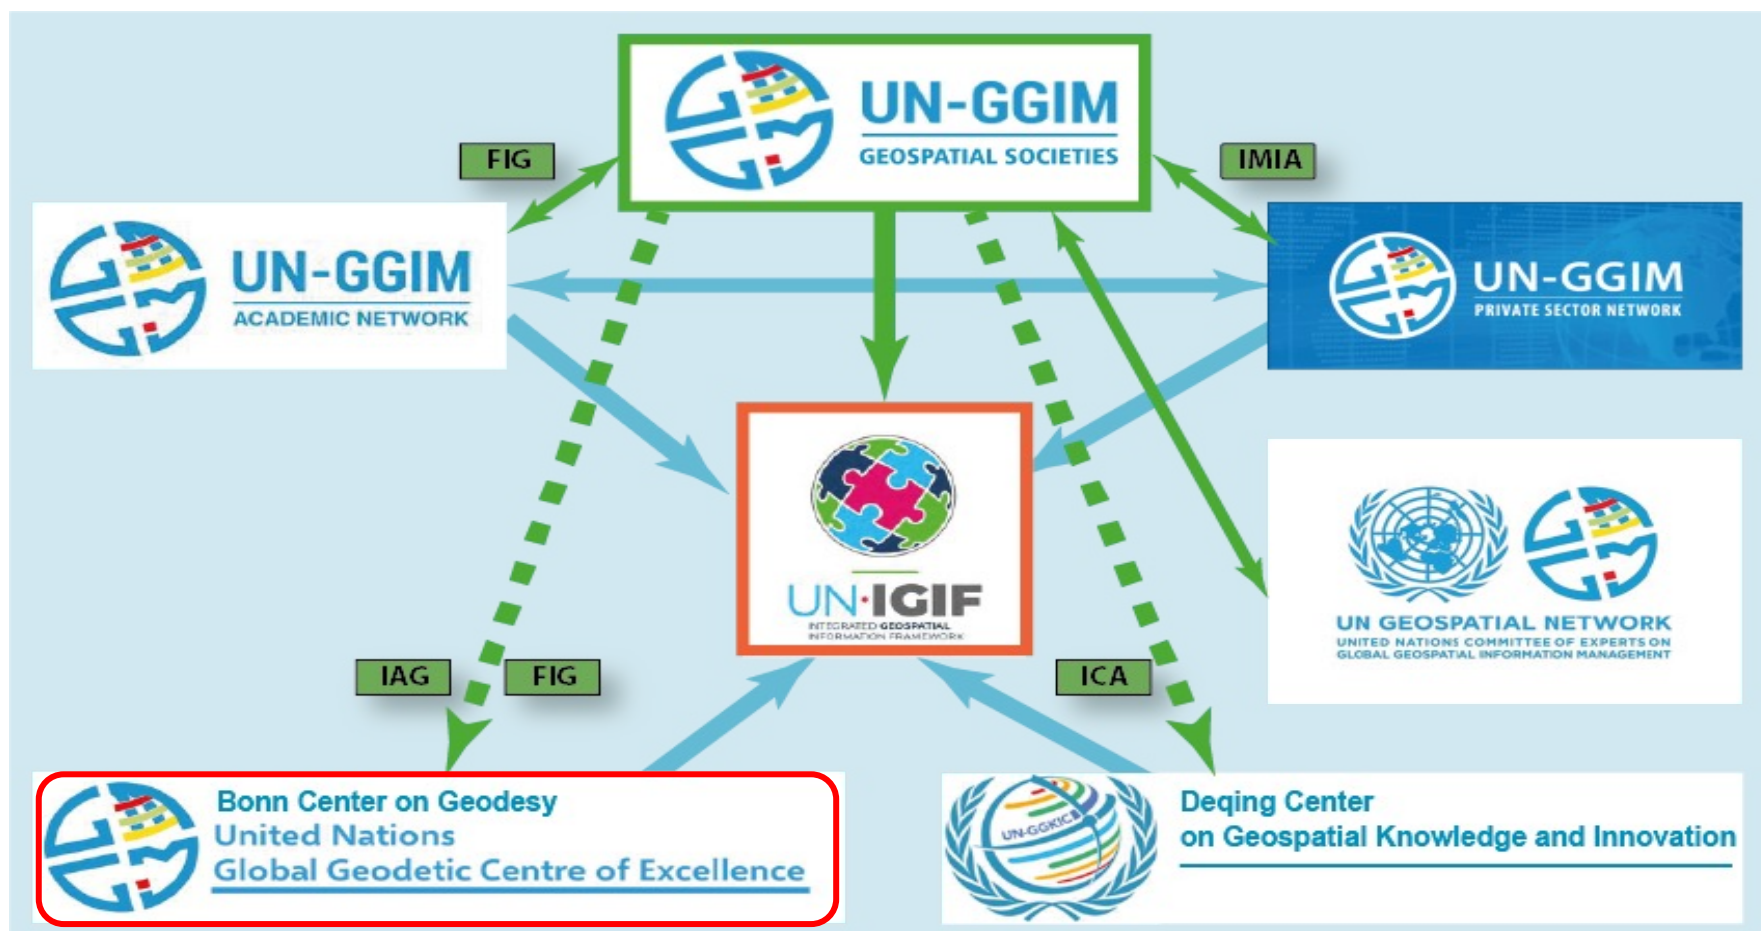 UN-GGIM
GEOSPATIAL SOCIETIES
FIG
IMIA
UN-GGIM
ACADEMIC NETWORK
UN-GGIM
PRIVATE SECTOR NETWORK
UN·IGIF
INTEGRATED GEOSPATIAL
INFORMATION FRAMEWORK
UN GEOSPATIAL NETWORK
UNITED NATIONS COMMITTEE OF EXPERTS ON
GLOBAL GEOSPATIAL INFORMATION MANAGEMENT
IAG
FIG
ICA
Bonn Center on Geodesy
United Nations
Global Geodetic Centre of Excellence
UN-GGKIC
Deqing Center
on Geospatial Knowledge and Innovation